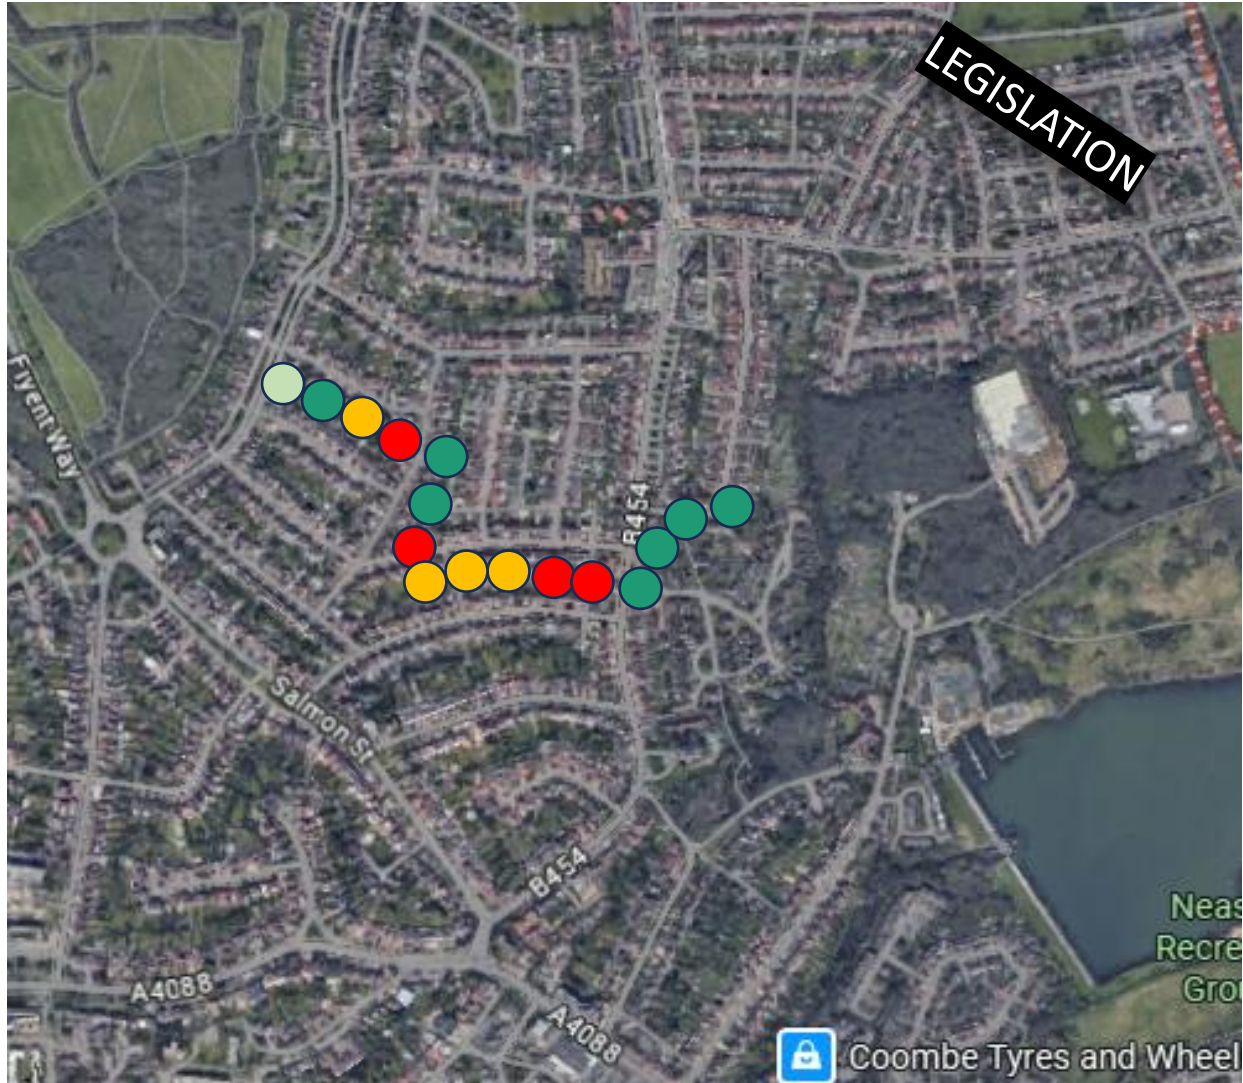 LEGISLATION
Fryent Way
B454
Salmon St
B454
A4088
A4088
Neas
Recre
Grou
Coombe Tyres and Wheel